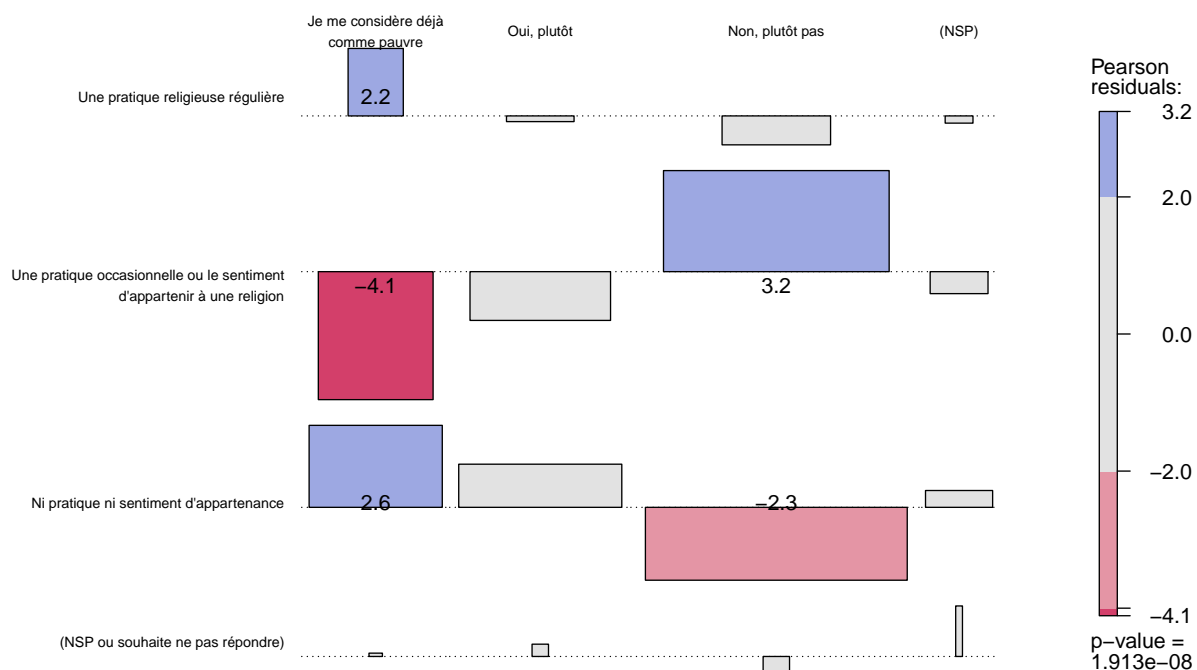 Je me considère déjà
comme pauvre
Oui, plutôt
Non, plutôt pas
(NSP)
Pearson
residuals:
Une pratique religieuse régulière
2.2
3.2
2.0
Une pratique occasionnelle ou le sentiment
d'appartenir à une religion
−4.1
3.2
0.0
Ni pratique ni sentiment d'appartenance
2.6
−2.3
−2.0
−4.1
(NSP ou souhaite ne pas répondre)
p−value =
1.913e−08